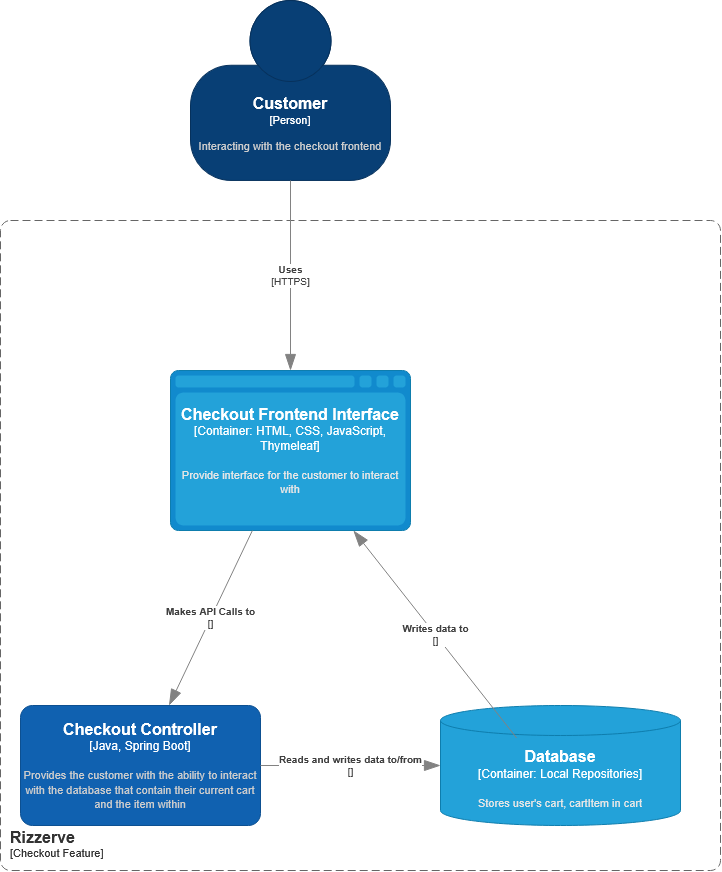 Customer
[Person]
Interacting with the checkout frontend
Uses
[HTTPS]
Checkout Frontend Interface
[Container: HTML, CSS, JavaScript,
Thymeleaf]
Provide interface for the customer to interact
with
Makes API Calls to
[]
Writes data to
[]
Checkout Controller
[Java, Spring Boot]
Provides the customer with the ability to interact
with the database that contain their current cart
and the item within
Reads and writes data to/from
[]
Database
[Container: Local Repositories]
Stores user's cart, cartItem in cart
Rizzerve
[Checkout Feature]